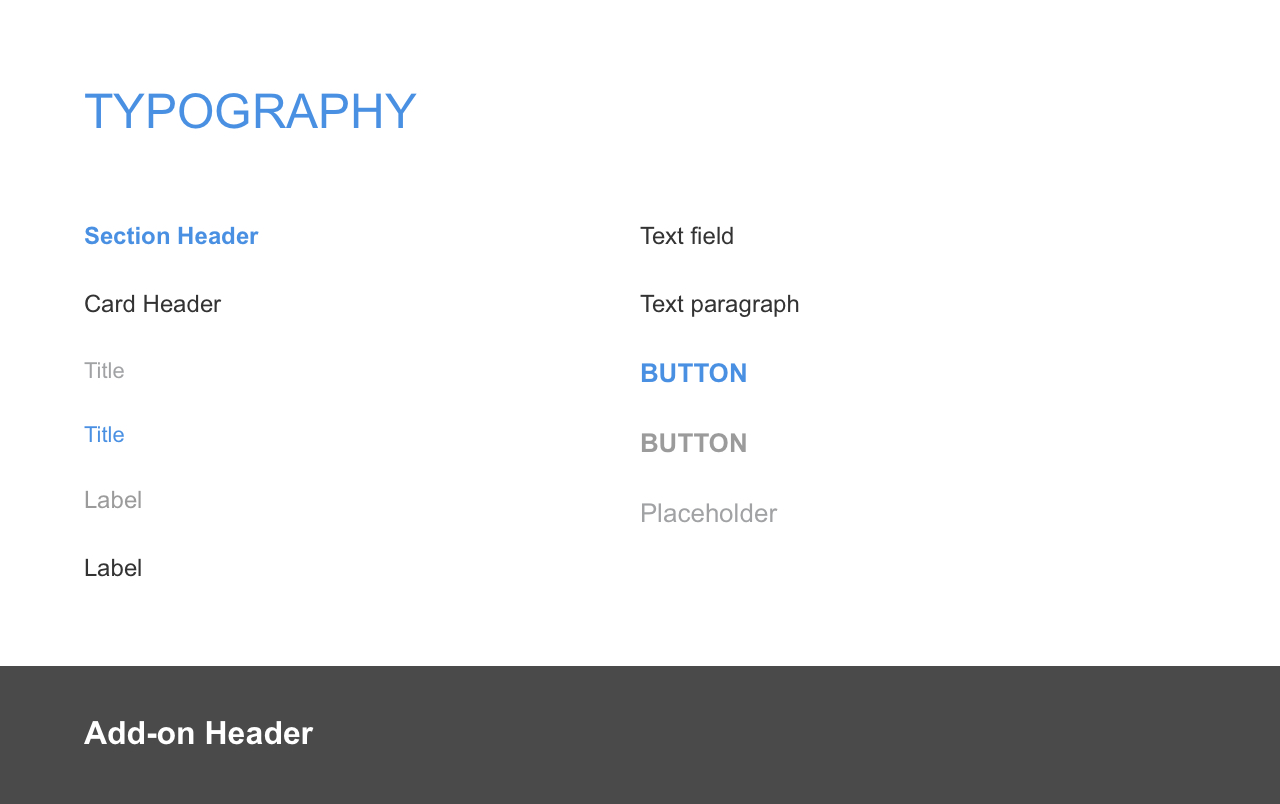 TYPOGRAPHY
Section Header
Card Header
Title
Title
Label
Label
Text field
Text paragraph
BUTTON
BUTTON
Placeholder
Add-on Header